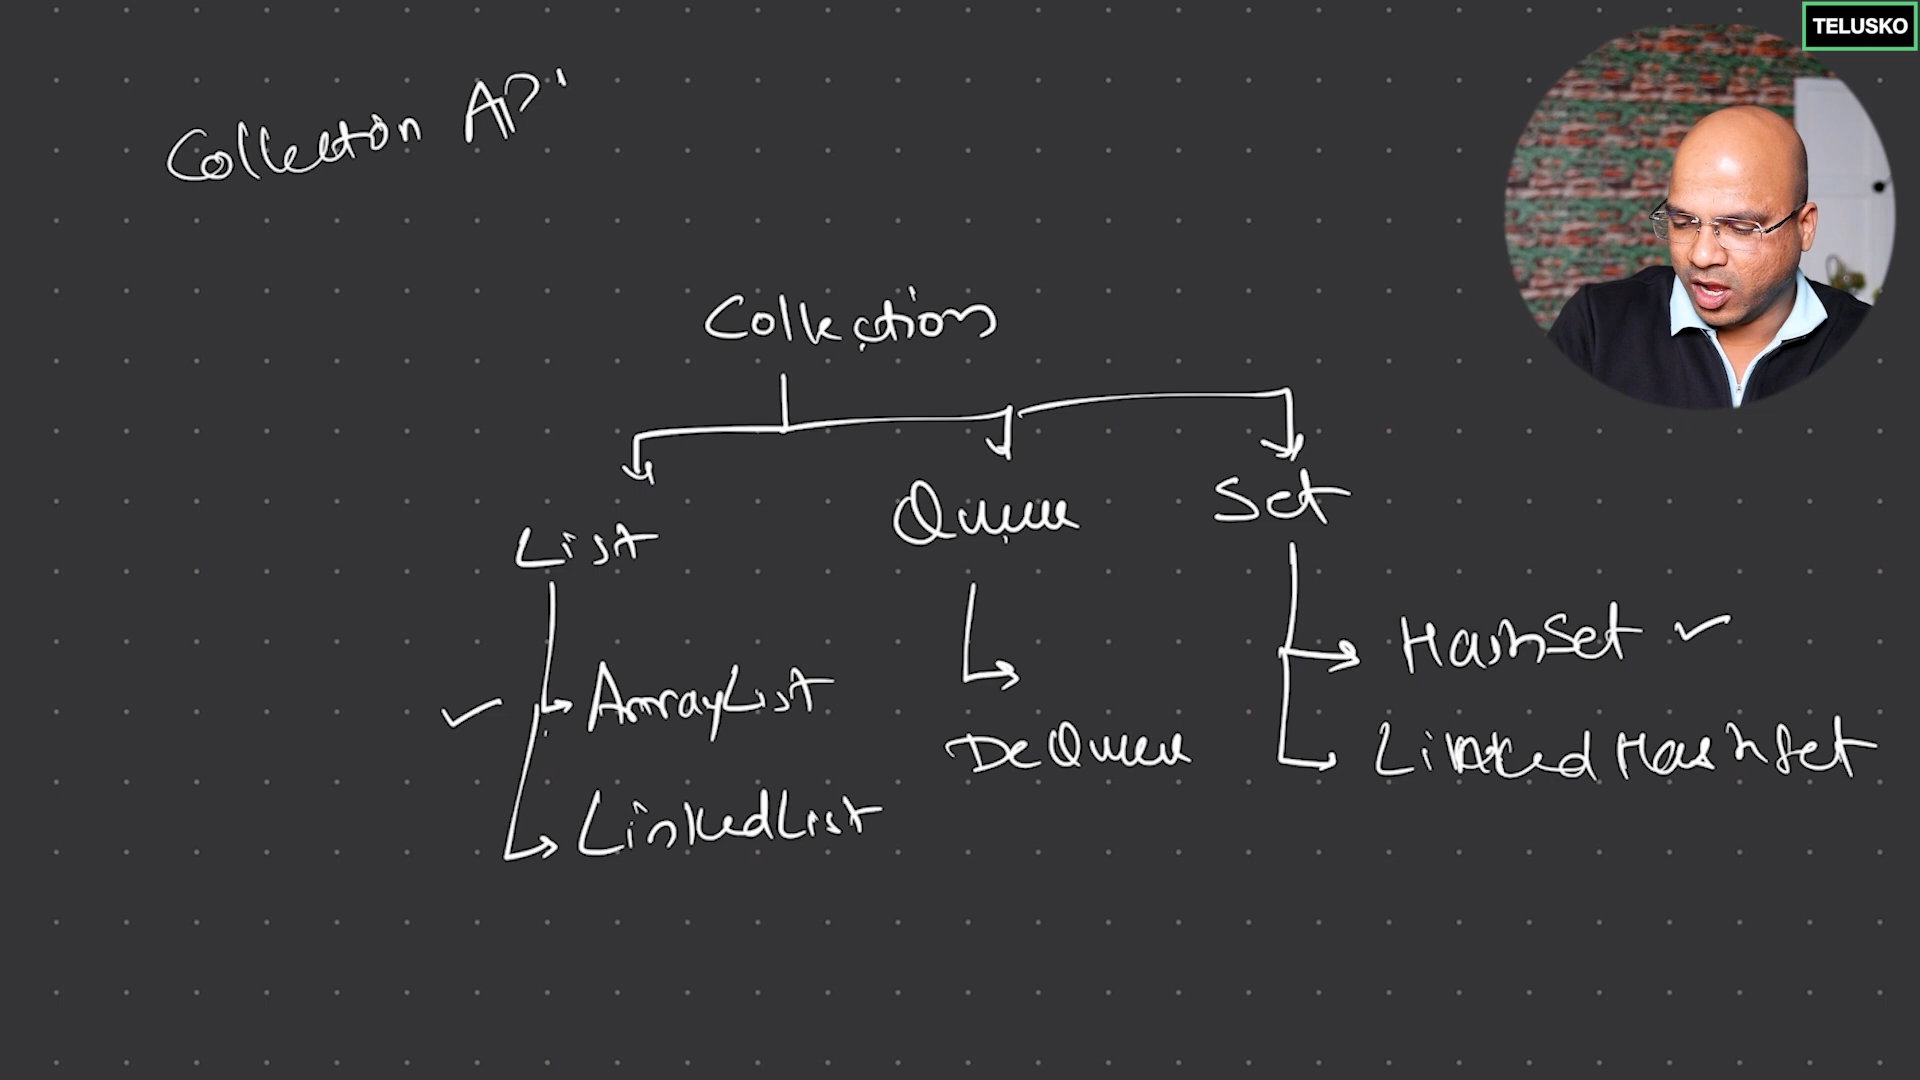 TELUSKO
Collection API
Collection
List
Queue
Set
ArrayList
LinkedList
DeQueue
HashSet
LinkedHashSet